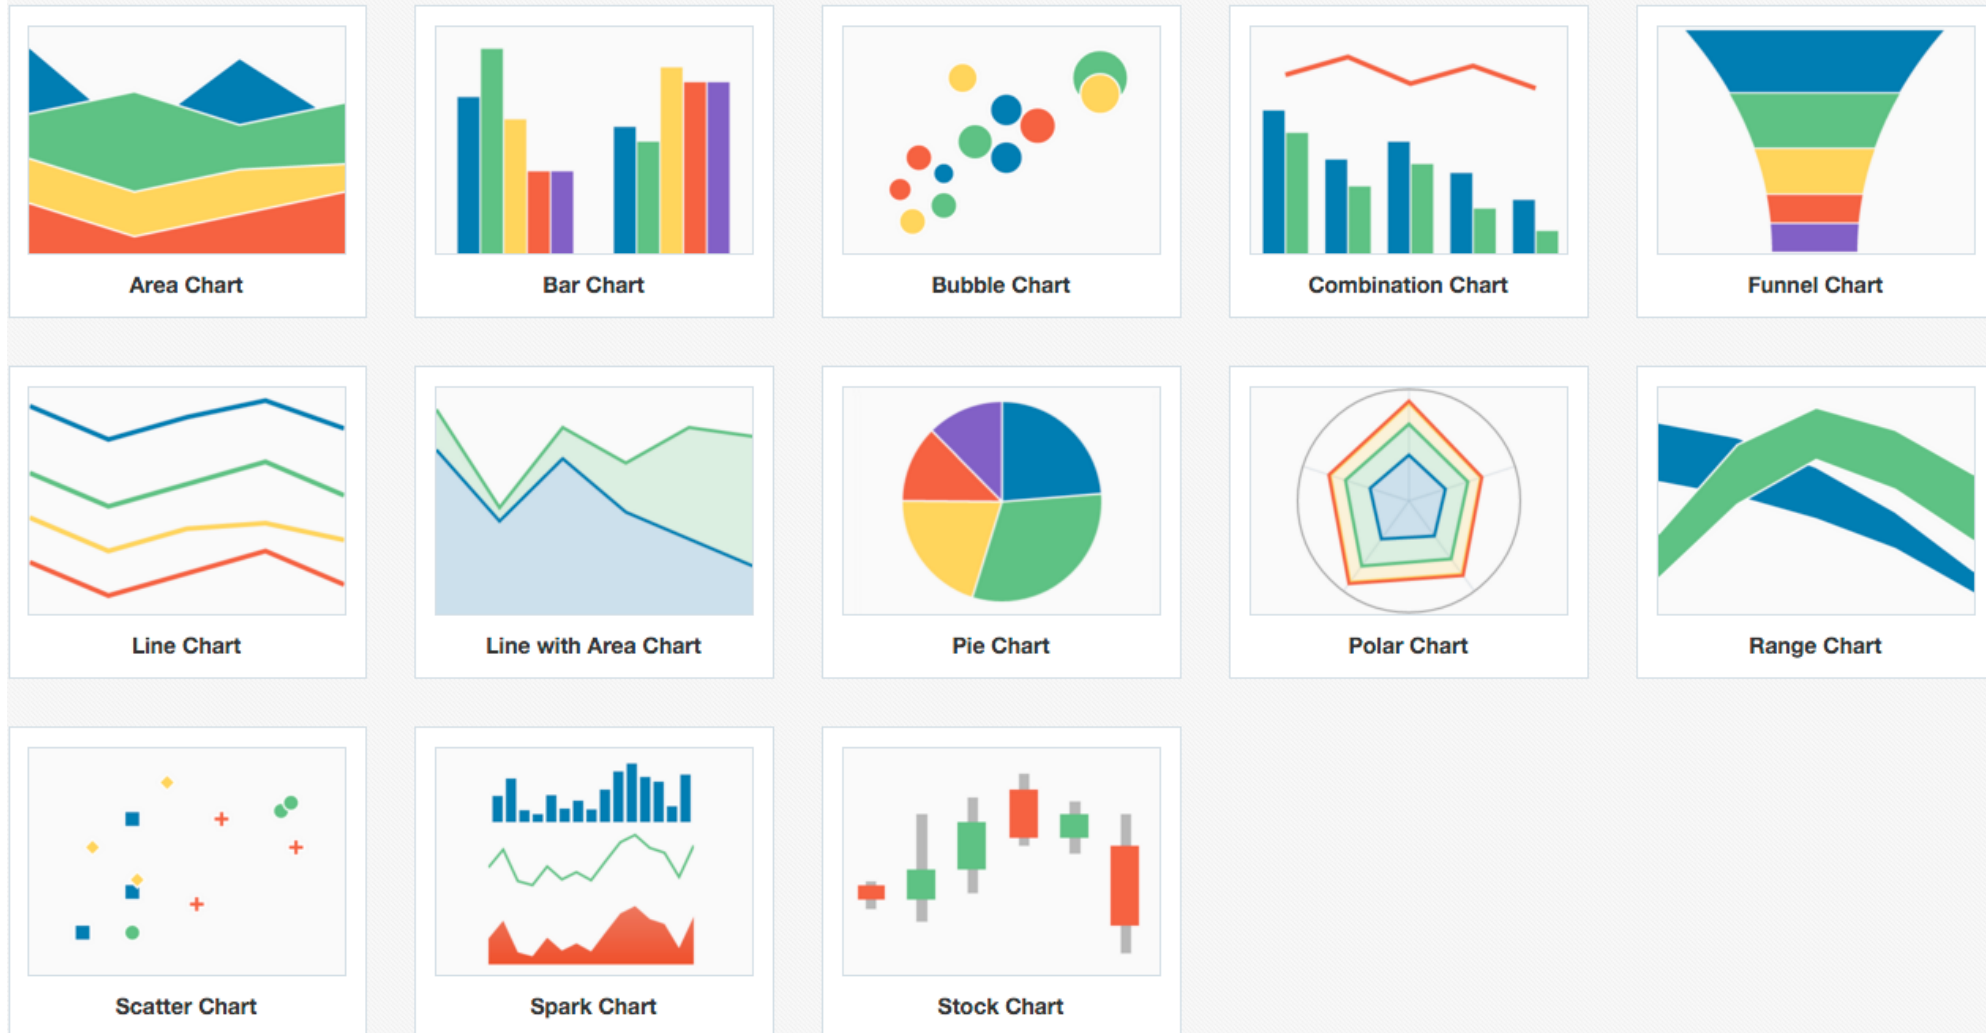 Area Chart
Bar Chart
Bubble Chart
Combination Chart
Funnel Chart
Line Chart
Line with Area Chart
Pie Chart
Polar Chart
Range Chart
Scatter Chart
Spark Chart
Stock Chart